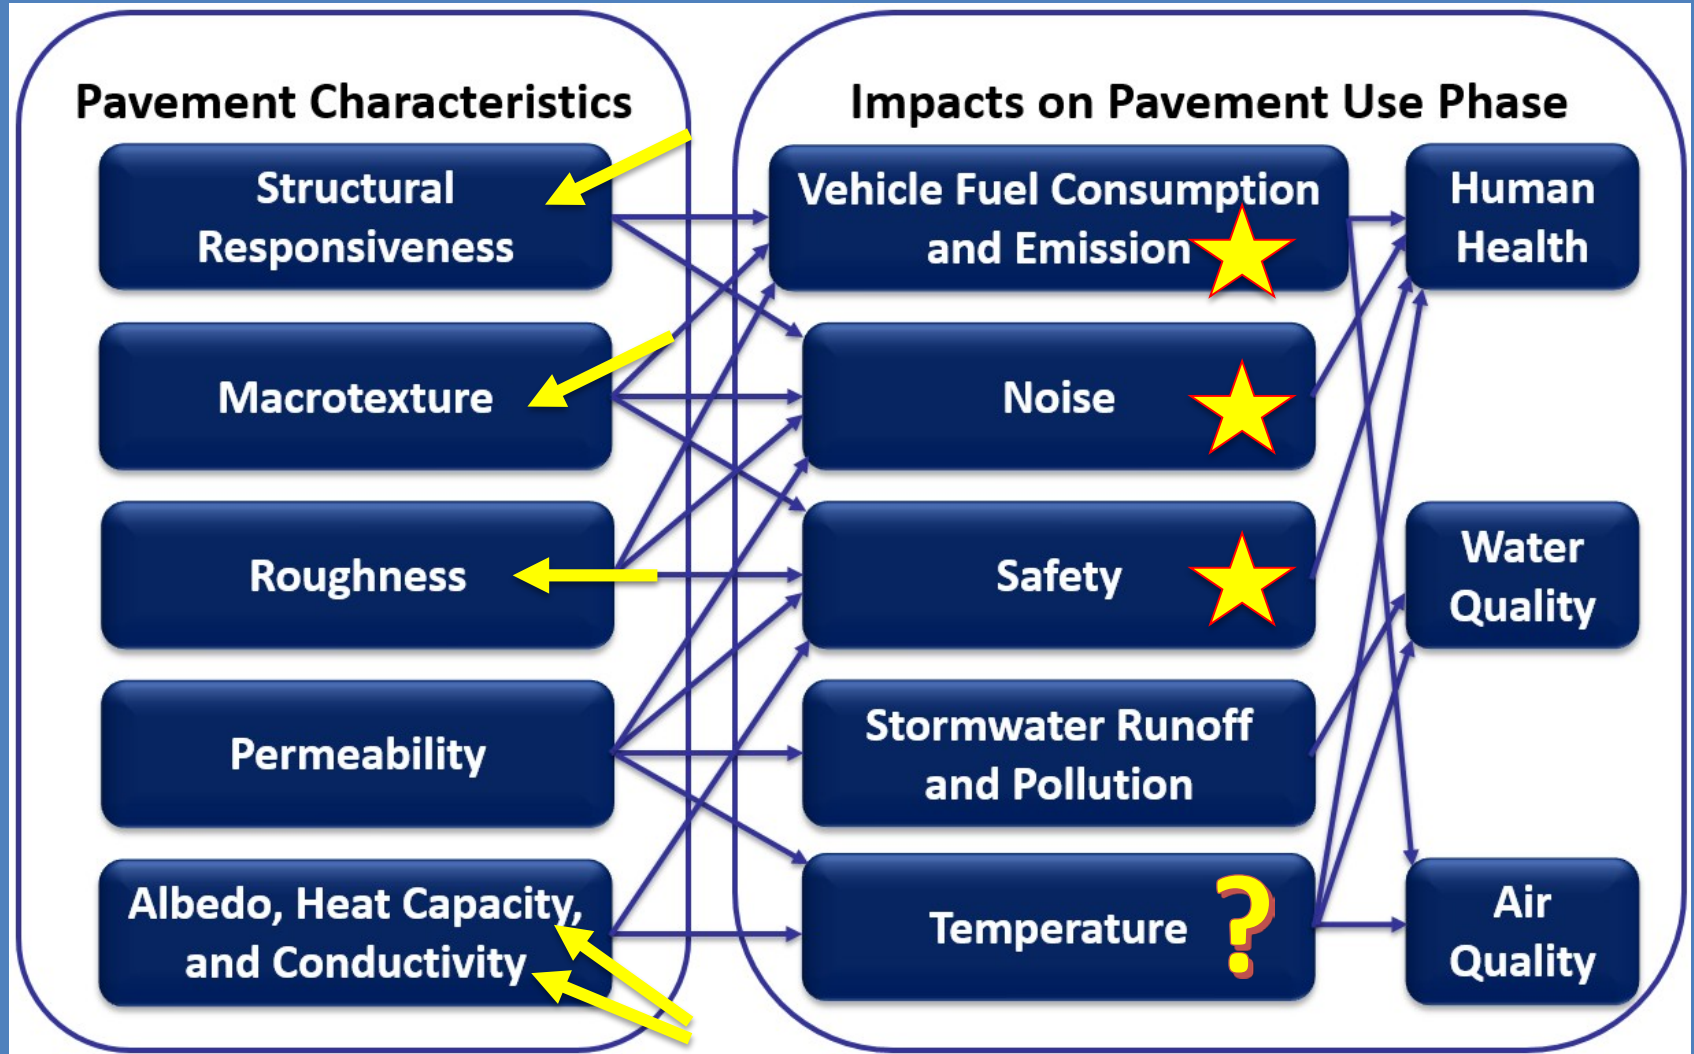 Pavement Characteristics
Structural
Responsiveness
Macrotexture
Roughness
Permeability
Albedo, Heat Capacity,
and Conductivity
Impacts on Pavement Use Phase
Vehicle Fuel Consumption
and Emission
Noise
Safety
Stormwater Runoff
and Pollution
Temperature
?
Human
Health
Water
Quality
Air
Quality